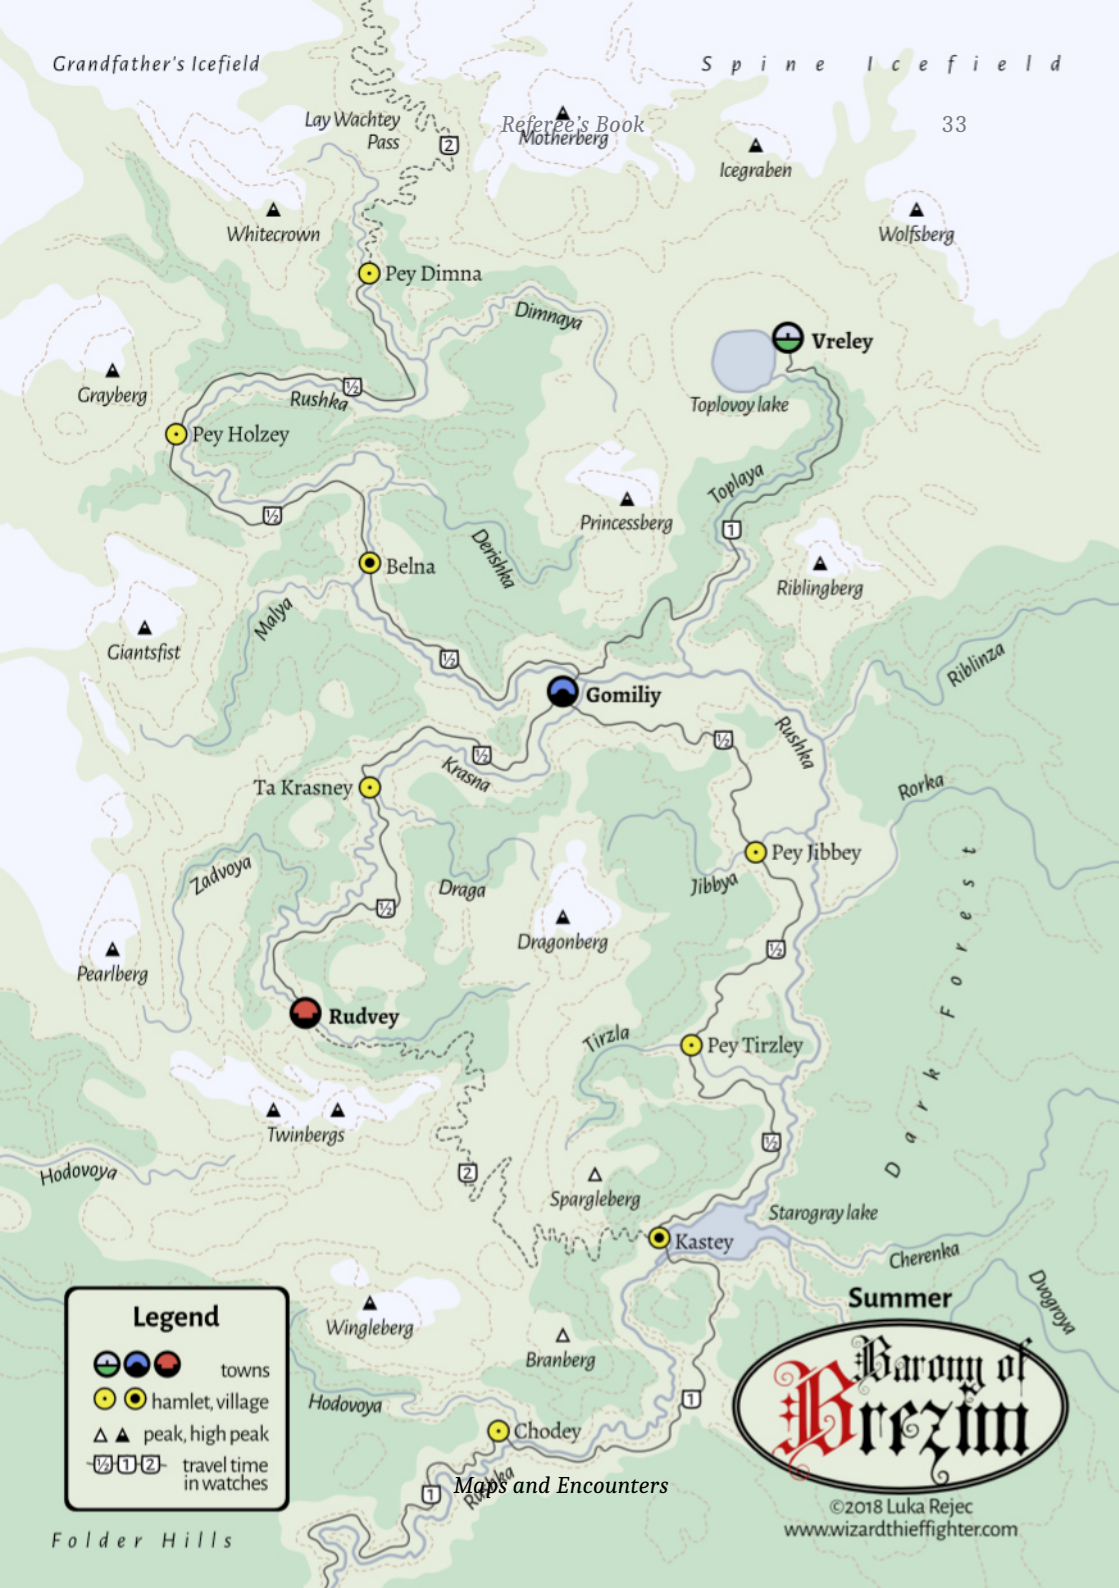 Grandfather's Icefield
Spine Icefield
Lay Wachtey
Pass
2
Referee's Book
33
Motherberg
Icegraben
Whitecrown
Wolfsberg
Pey Dimna
Dimnaya
Vreley
Grayberg
½
Rushka
Toplovoy lake
Pey Holzey
Toplaya
Princessberg
½
1
Derishka
Belna
Riblingberg
Malya
Giantsfist
½
Riblinza
Gomiliy
Rushka
½
½
Krasna
Ta Krasney
Rorka
Pey Jibbey
Zadvoya
Draga
Jibbya
½
Dragonberg
½
Pearlberg
Dark Forest
Rudvey
Tirzla
Pey Tirzley
Twinbergs
½
Hodovoya
2
Spargleberg
Starogray lake
Kastey
Cherenka
Dvogroya
Wingleberg
Branberg
Hodovoya
1
Chodey
1
Rushka
Maps and Encounters
Legend
towns
hamlet, village
peak, high peak
½ 1 2 travel time
in watches
Folder Hills
Summer
Barony of
Brezim
©2018 Luka Rejec
www.wizardthieffighter.com